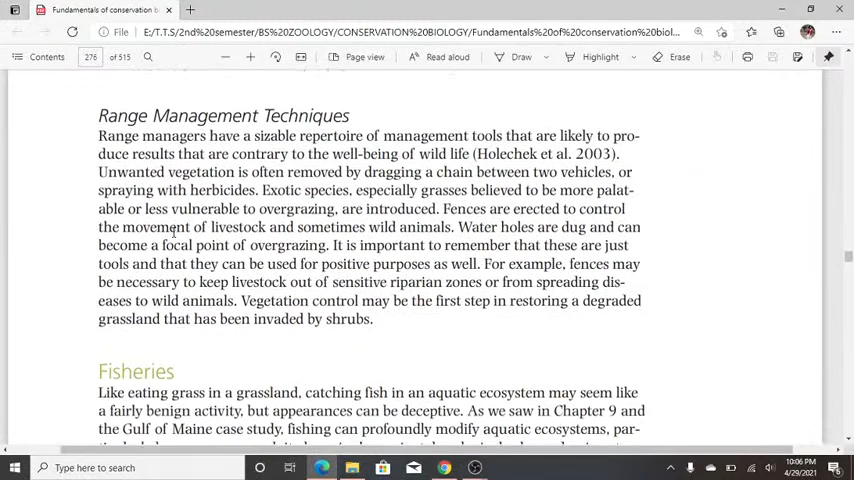 Fundamentals of conservation b
File
E:/T.T.S/2nd%20semester/BS%20ZOOLOGY/CONSERVATION%20BIOLOGY/Fundamentals%20of%20conservation%20biol...
Contents 276 of 515 Page view Read aloud Draw Highlight Erase
Range Management Techniques
Range managers have a sizable repertoire of management tools that are likely to pro-
duce results that are contrary to the well-being of wild life (Holechek et al. 2003).
Unwanted vegetation is often removed by dragging a chain between two vehicles, or
spraying with herbicides. Exotic species, especially grasses believed to be more palat-
able or less vulnerable to overgrazing, are introduced. Fences are erected to control
the movement of livestock and sometimes wild animals. Water holes are dug and can
become a focal point of overgrazing. It is important to remember that these are just
tools and that they can be used for positive purposes as well. For example, fences may
be necessary to keep livestock out of sensitive riparian zones or from spreading dis-
eases to wild animals. Vegetation control may be the first step in restoring a degraded
grassland that has been invaded by shrubs.
Fisheries
Like eating grass in a grassland, catching fish in an aquatic ecosystem may seem like
a fairly benign activity, but appearances can be deceptive. As we saw in Chapter 9 and
the Gulf of Maine case study, fishing can profoundly modify aquatic ecosystems, par-
Type here to search
10:06 PM
4/29/2021